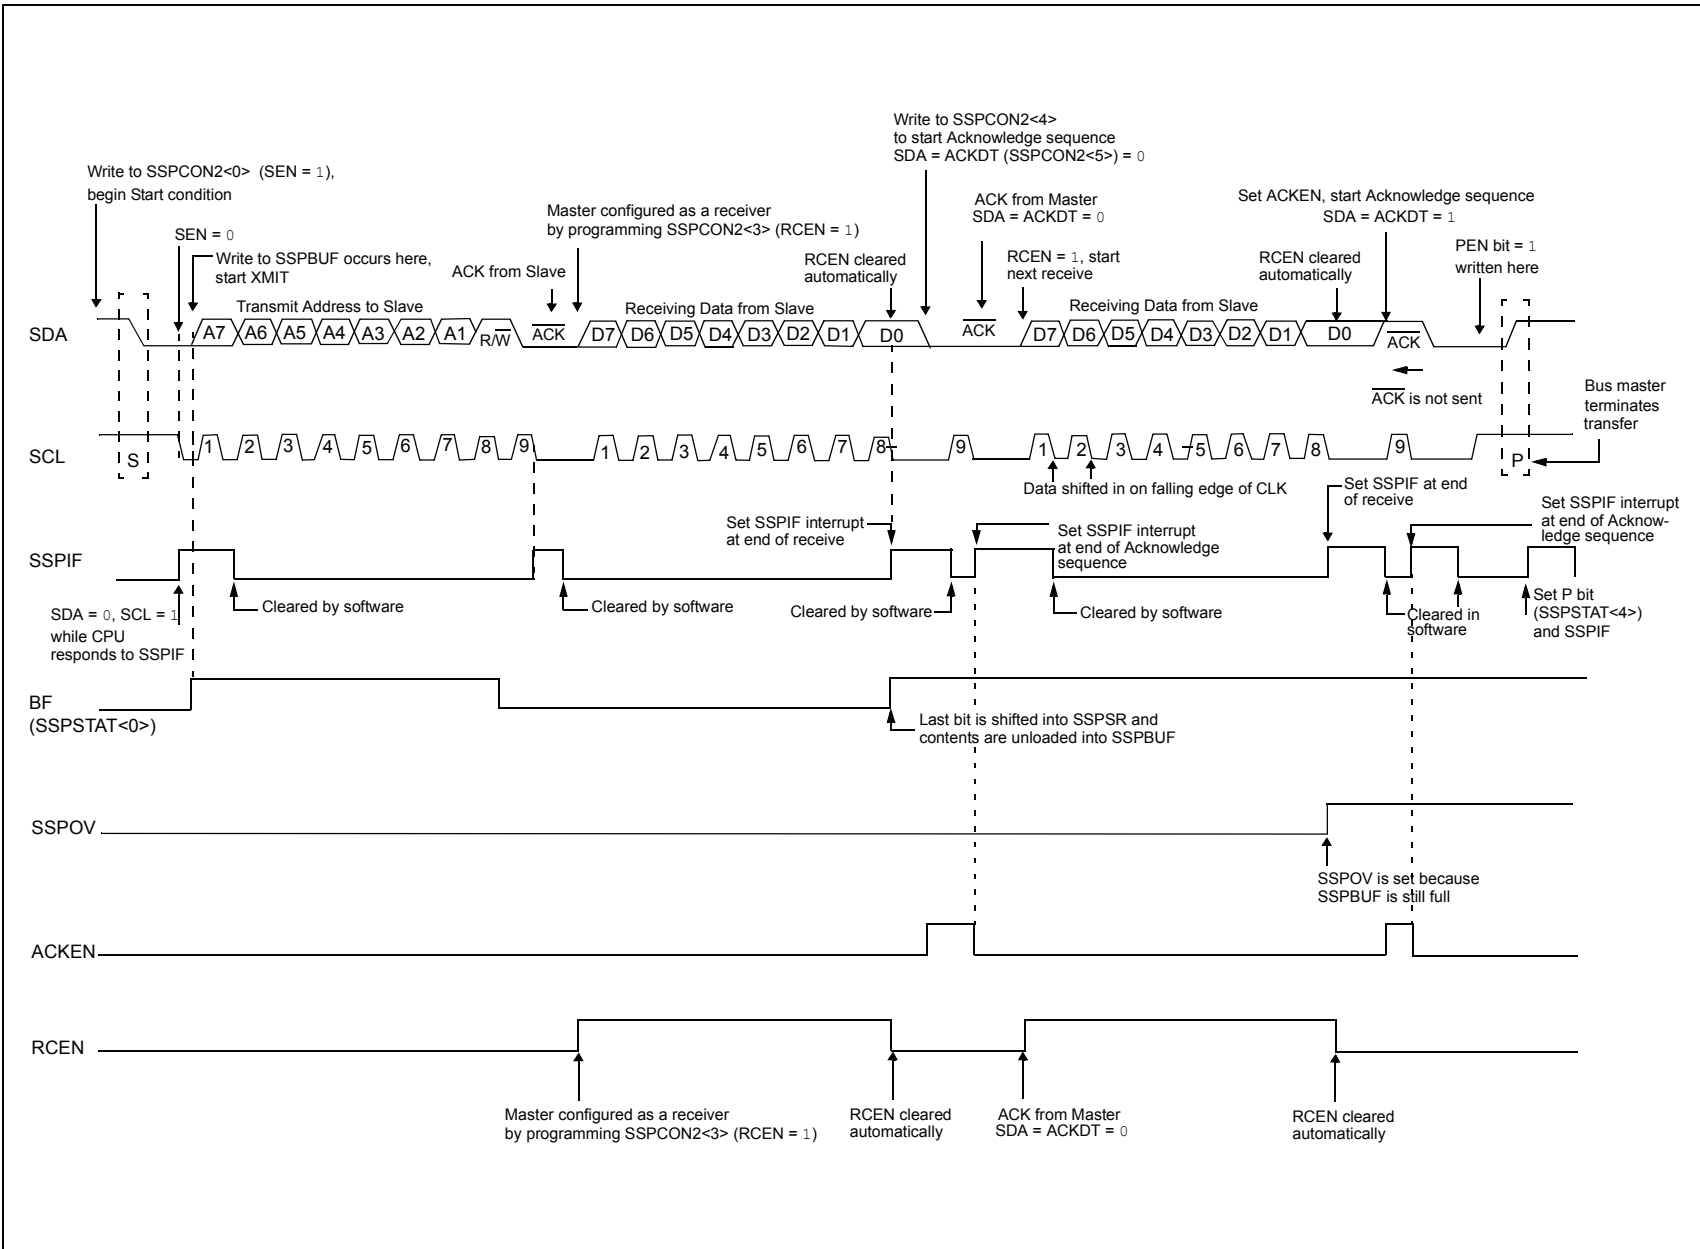 Write to SSPCON2<4>
to start Acknowledge sequence
SDA = ACKDT (SSPCON2<5>) = 0
Write to SSPCON2<0> (SEN = 1),
begin Start condition
Master configured as a receiver
by programming SSPCON2<3> (RCEN = 1)
ACK from Master
SDA = ACKDT = 0
Set ACKEN, start Acknowledge sequence
SDA = ACKDT = 1
SEN = 0
Write to SSPBUF occurs here,
start XMIT
ACK from Slave
RCEN cleared
automatically
RCEN = 1, start
next receive
RCEN cleared
automatically
PEN bit = 1
written here
Transmit Address to Slave
Receiving Data from Slave
Receiving Data from Slave
SDA
A7 A6 A5 A4 A3 A2 A1 R/W ACK D7 D6 D5 D4 D3 D2 D1 D0 ACK D7 D6 D5 D4 D3 D2 D1 D0 ACK
ACK is not sent
Bus master
terminates
transfer
SCL
S 1 2 3 4 5 6 7 8 9 1 2 3 4 5 6 7 8 9 1 2 3 4 5 6 7 8 9 P
Data shifted in on falling edge of CLK
Set SSPIF at end
of receive
Set SSPIF interrupt
at end of receive
Set SSPIF interrupt
at end of Acknowledge
sequence
Set SSPIF interrupt
at end of Acknow-
ledge sequence
SSPIF
SDA = 0, SCL = 1
while CPU
responds to SSPIF
Cleared by software
Cleared by software
Cleared by software
Cleared by software
Cleared in
software
Set P bit
(SSPSTAT<4>)
and SSPIF
BF
(SSPSTAT<0>)
Last bit is shifted into SSPSR and
contents are unloaded into SSPBUF
SSPOV
SSPOV is set because
SSPBUF is still full
ACKEN
RCEN
Master configured as a receiver
by programming SSPCON2<3> (RCEN = 1)
RCEN cleared
automatically
ACK from Master
SDA = ACKDT = 0
RCEN cleared
automatically